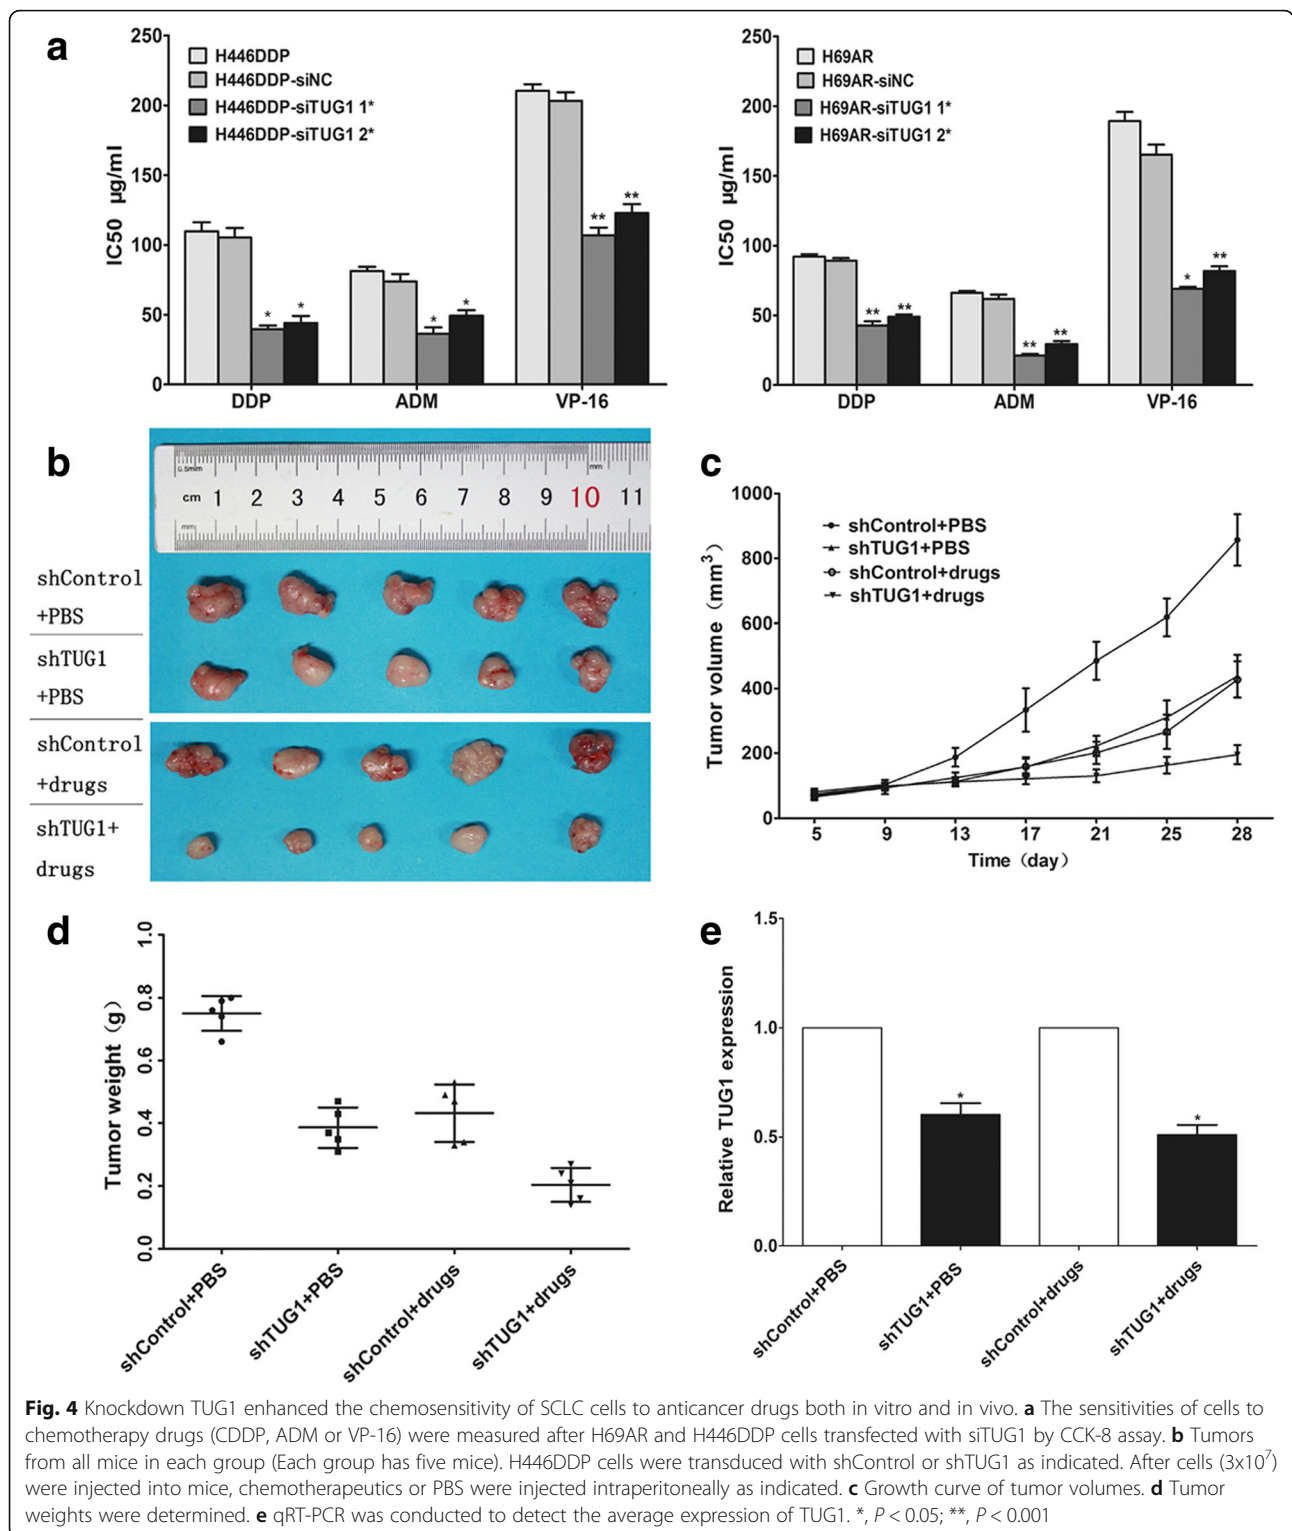 a
250
200
150
100
50
0
IC50 μg/ml
H446DDP
H446DDP-siNC
H446DDP-siTUG1 1*
H446DDP-siTUG1 2*
* *
* *
** **
DDP ADM VP-16
250
200
150
100
50
0
IC50 μg/ml
H69AR
H69AR-siNC
H69AR-siTUG1 1*
H69AR-siTUG1 2*
** **
** **
* **
DDP ADM VP-16
b
0.5mm
mm
cm 1 2 3 4 5 6 7 8 9 10 11
mm
shControl
+PBS
shTUG1
+PBS
shControl
+drugs
shTUG1+
drugs
c
1000
800
600
400
200
0
Tumor volume (mm³)
shControl+PBS
shTUG1+PBS
shControl+drugs
shTUG1+drugs
5 9 13 17 21 25 28
Time (day)
d
1.0
0.8
0.6
0.4
0.2
0.0
Tumor weight (g)
shControl+PBS
shTUG1+PBS
shControl+drugs
shTUG1+drugs
e
1.5
1.0
0.5
0.0
Relative TUG1 expression
*
*
shControl+PBS
shTUG1+PBS
shControl+drugs
shTUG1+drugs
Fig. 4 Knockdown TUG1 enhanced the chemosensitivity of SCLC cells to anticancer drugs both in vitro and in vivo. a The sensitivities of cells to
chemotherapy drugs (CDDP, ADM or VP-16) were measured after H69AR and H446DDP cells transfected with siTUG1 by CCK-8 assay. b Tumors
from all mice in each group (Each group has five mice). H446DDP cells were transduced with shControl or shTUG1 as indicated. After cells (3x10⁷)
were injected into mice, chemotherapeutics or PBS were injected intraperitoneally as indicated. c Growth curve of tumor volumes. d Tumor
weights were determined. e qRT-PCR was conducted to detect the average expression of TUG1. *, P < 0.05; **, P < 0.001